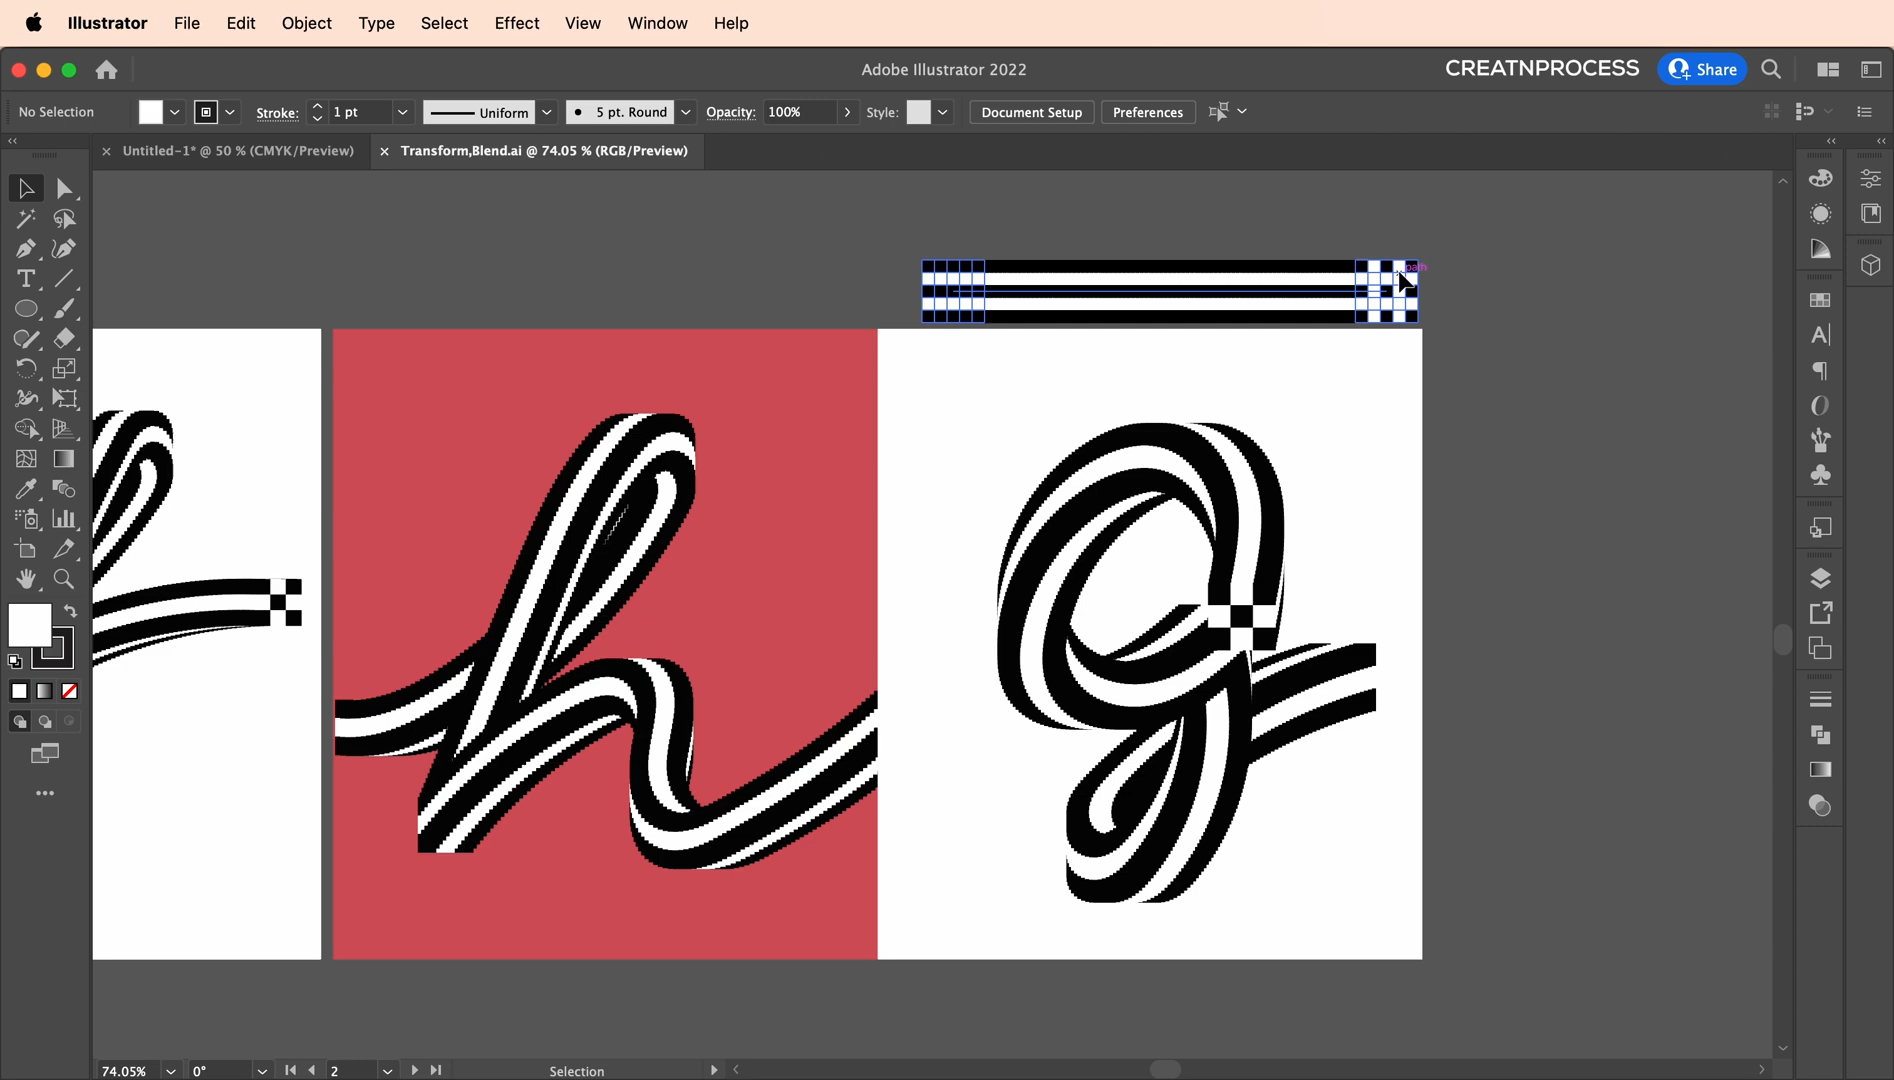 Illustrator File Edit Object Type Select Effect View Window Help
Adobe Illustrator 2022
CREATNPROCESS
Share
No Selection
Stroke:
1 pt
Uniform
5 pt. Round
Opacity:
100%
Style:
Document Setup
Preferences
Untitled-1* @ 50 % (CMYK/Preview)
Transform,Blend.ai @ 74.05 % (RGB/Preview)
path
74.05%
0°
2
Selection